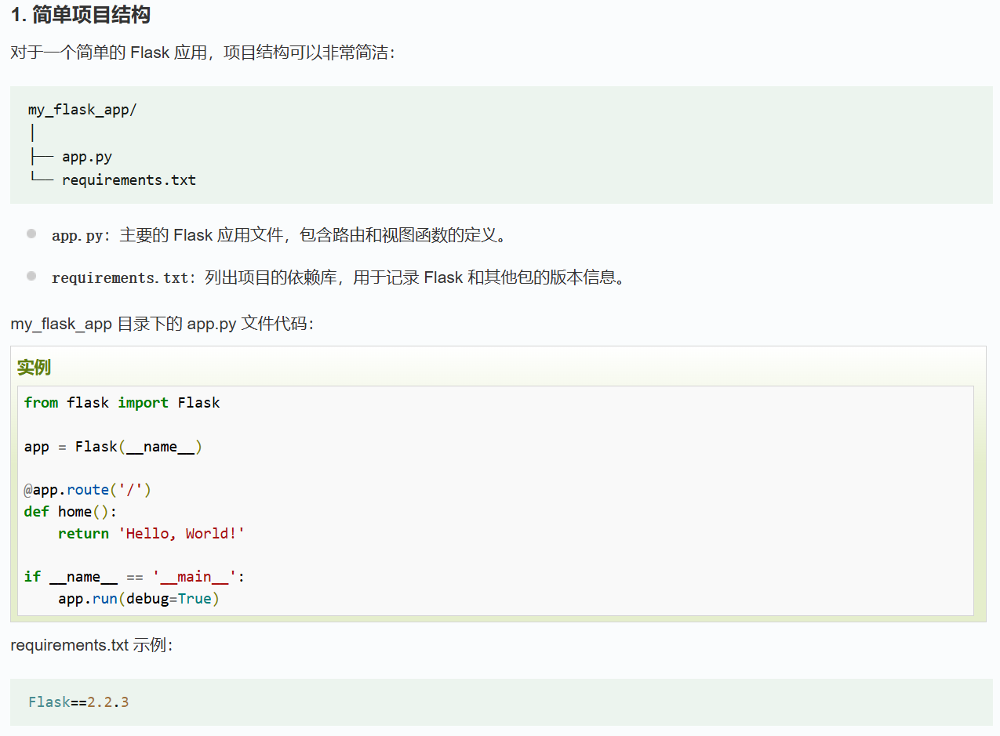 1. 简单项目结构
对于一个简单的 Flask 应用，项目结构可以非常简�：
my_flask_app/
│
├── app.py
└── requirements.txt
app.py：主要的 Flask 应用文件，包含路由和视图函数的定义。
requirements.txt：列出项目的依赖库，用于记录 Flask 和其他包的版本信息。
my_flask_app 目录下的 app.py 文件代码：
实例
from flask import Flask

app = Flask(__name__)

@app.route('/')
def home():
    return 'Hello, World!'

if __name__ == '__main__':
    app.run(debug=True)
requirements.txt 示例：
Flask==2.2.3